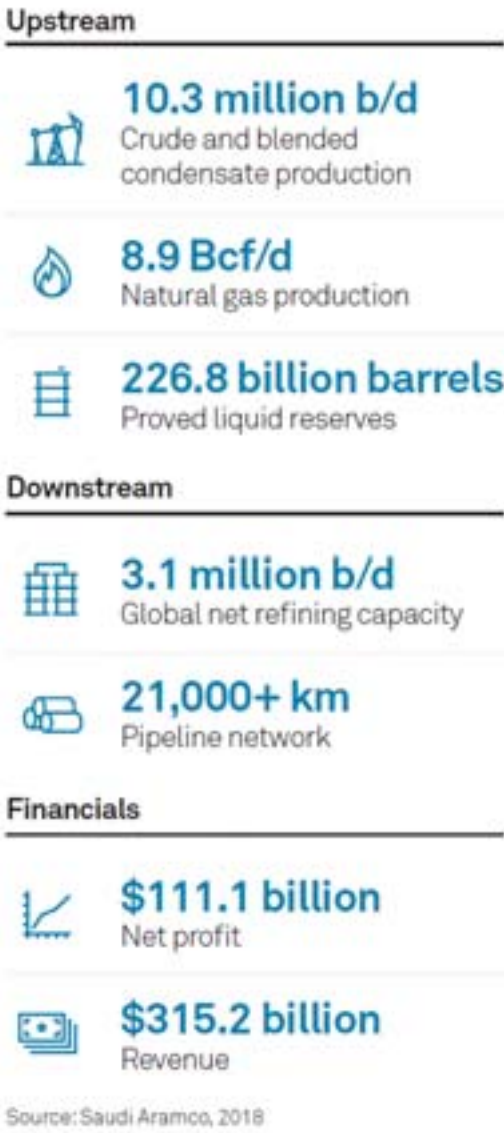 Upstream
10.3 million b/d
Crude and blended
condensate production
8.9 Bcf/d
Natural gas production
226.8 billion barrels
Proved liquid reserves
Downstream
3.1 million b/d
Global net refining capacity
21,000+ km
Pipeline network
Financials
$111.1 billion
Net profit
$315.2 billion
Revenue
Source: Saudi Aramco, 2018